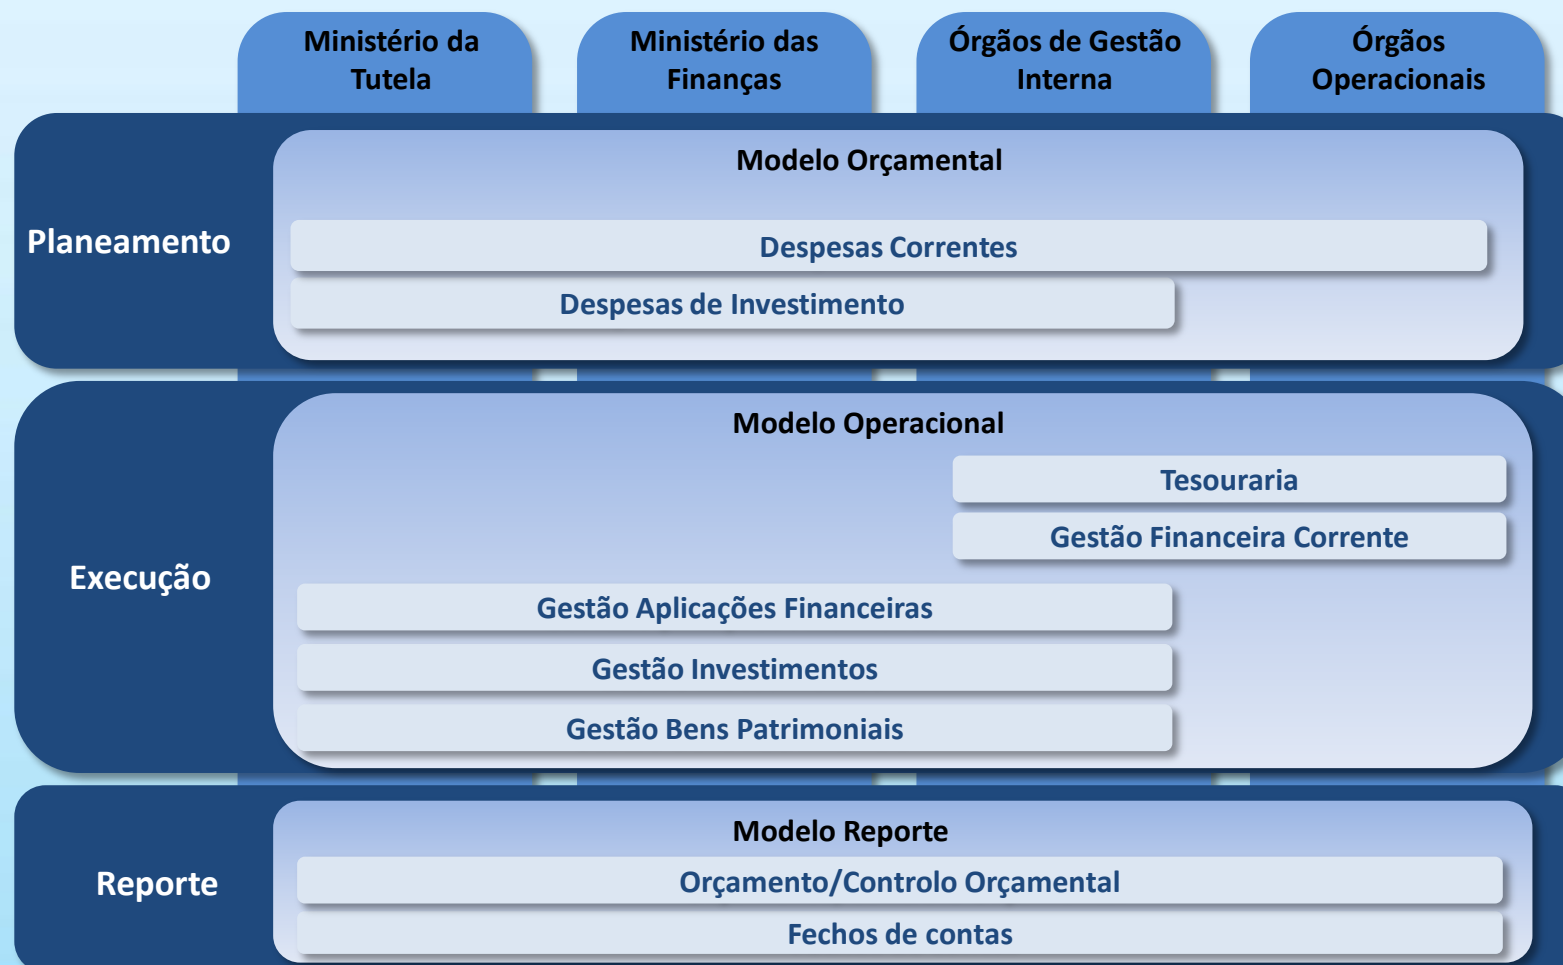 Ministério da
Tutela
Ministério das
Finanças
Órgãos de Gestão
Interna
Órgãos
Operacionais
Planeamento
Modelo Orçamental
Despesas Correntes
Despesas de Investimento
Execução
Modelo Operacional
Tesouraria
Gestão Financeira Corrente
Gestão Aplicações Financeiras
Gestão Investimentos
Gestão Bens Patrimoniais
Reporte
Modelo Reporte
Orçamento/Controlo Orçamental
Fechos de contas